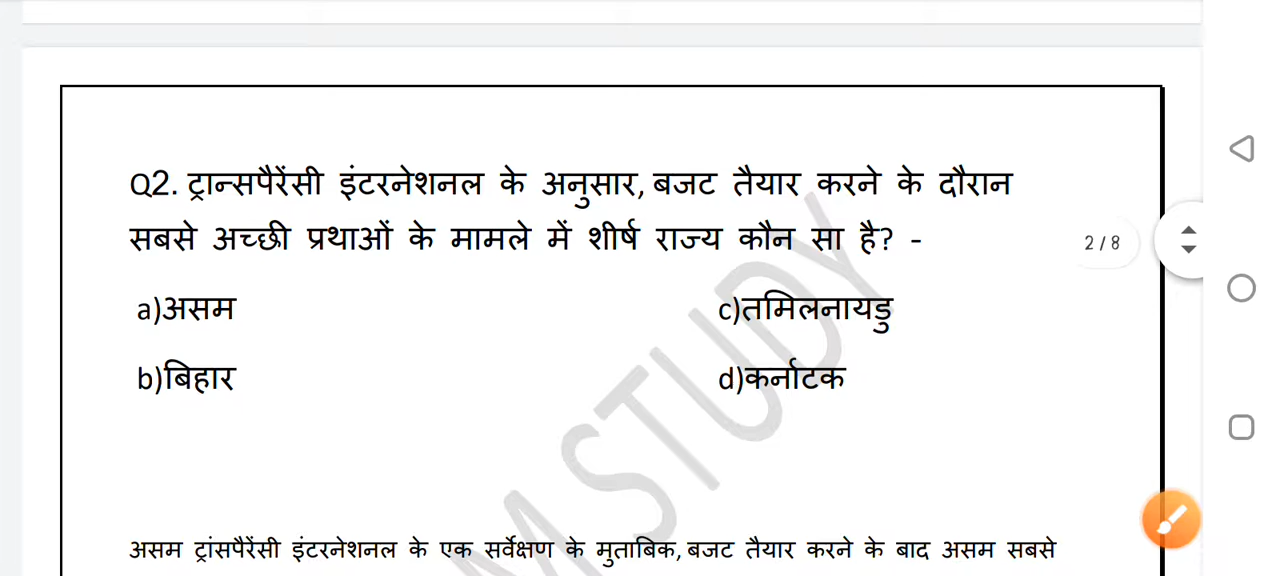 Q2. ट्रान्सपैरेंसी इंटरनेशनल के अनुसार, बजट तैयार करने के दौरान
सबसे अच्छी प्रथाओं के मामले में शीर्ष राज्य कौन सा है? -
2 / 8
a)असम
c)तमिलनायडु
b)बिहार
d)कर्नाटक
M STUDY
असम ट्रांसपैरेंसी इंटरनेशनल के एक सर्वेक्षण के मुताबिक, बजट तैयार करने के बाद असम सबसे